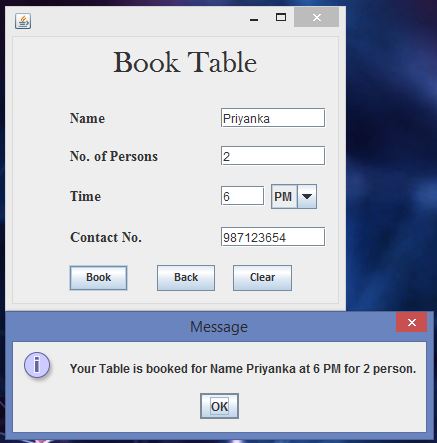 Book Table
Name Priyanka
No. of Persons 2
Time 6 PM
Contact No. 987123654
Book Back Clear
Message
Your Table is booked for Name Priyanka at 6 PM for 2 person.
OK